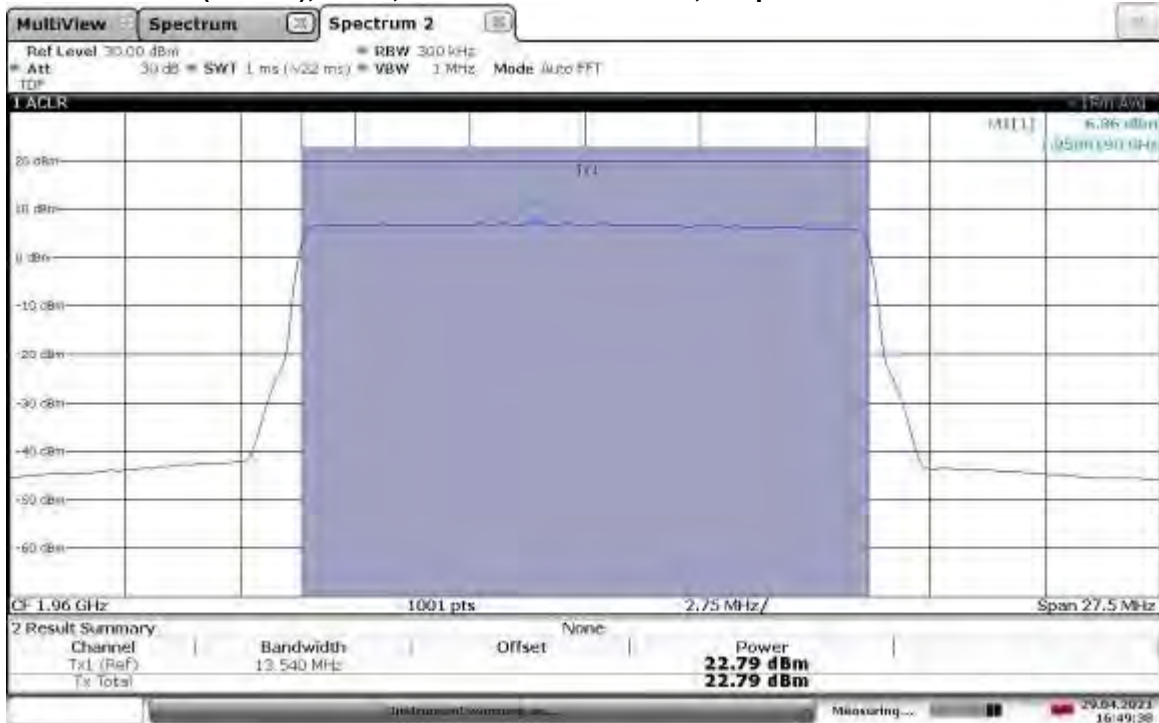 MultiView Spectrum Spectrum 2
Ref Level 30.00 dBm RBW 300 kHz
Att 30 dB SWT 1 ms VBW 1 MHz Mode Auto FFT
TDF
1 ACLR 1Rm Avg
M1[1] 6.86 dBm
GHz
Tx1
20 dBm
10 dBm
0 dBm
-10 dBm
-20 dBm
-30 dBm
-40 dBm
-50 dBm
-60 dBm
CF 1.96 GHz 1001 pts 2.75 MHz/ Span 27.5 MHz
2 Result Summary None
Channel Bandwidth Offset Power
Tx1 (Ref) 13.540 MHz 22.79 dBm
Tx Total 22.79 dBm
Measuring... 29.04.2021
16:49:38